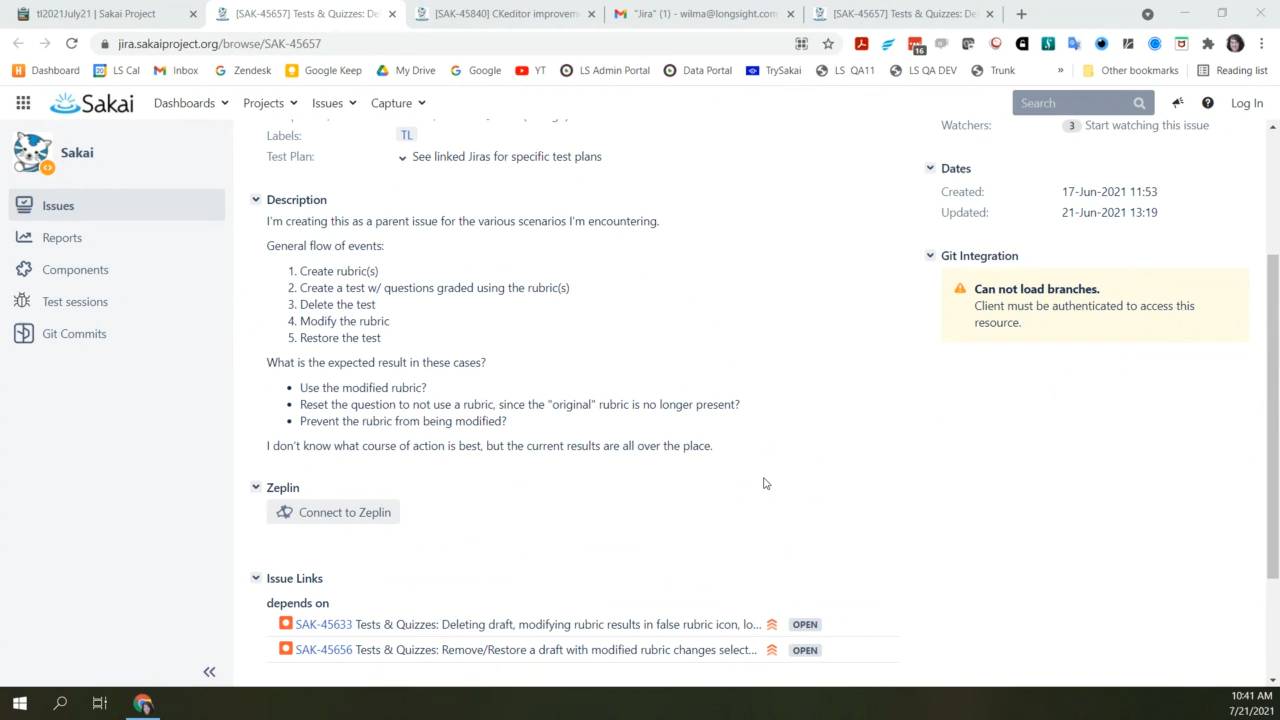 tl2021July21 | Sakai Project
[SAK-45657] Tests & Quizzes: De
[SAK-45840] CKeditor improvem
"Jira" (1) - wilma@longsight.com
[SAK-45657] Tests & Quizzes: De
jira.sakaiproject.org/browse/SAK-45657
16
Dashboard LS Cal Inbox Zendesk Google Keep My Drive Google YT LS Admin Portal Data Portal TrySakai LS QA11 LS QA DEV Trunk » Other bookmarks Reading list
Sakai Dashboards Projects Issues Capture Search Log In
Sakai
Issues
Reports
Components
Test sessions
Git Commits
Labels: TL
Test Plan: See linked Jiras for specific test plans
Description
I'm creating this as a parent issue for the various scenarios I'm encountering.
General flow of events:
1. Create rubric(s)
2. Create a test w/ questions graded using the rubric(s)
3. Delete the test
4. Modify the rubric
5. Restore the test
What is the expected result in these cases?
• Use the modified rubric?
• Reset the question to not use a rubric, since the "original" rubric is no longer present?
• Prevent the rubric from being modified?
I don't know what course of action is best, but the current results are all over the place.
Zeplin
Connect to Zeplin
Issue Links
depends on
SAK-45633 Tests & Quizzes: Deleting draft, modifying rubric results in false rubric icon, lo... OPEN
SAK-45656 Tests & Quizzes: Remove/Restore a draft with modified rubric changes select... OPEN
Watchers: 3 Start watching this issue
Dates
Created: 17-Jun-2021 11:53
Updated: 21-Jun-2021 13:19
Git Integration
Can not load branches.
Client must be authenticated to access this
resource.
10:41 AM
7/21/2021